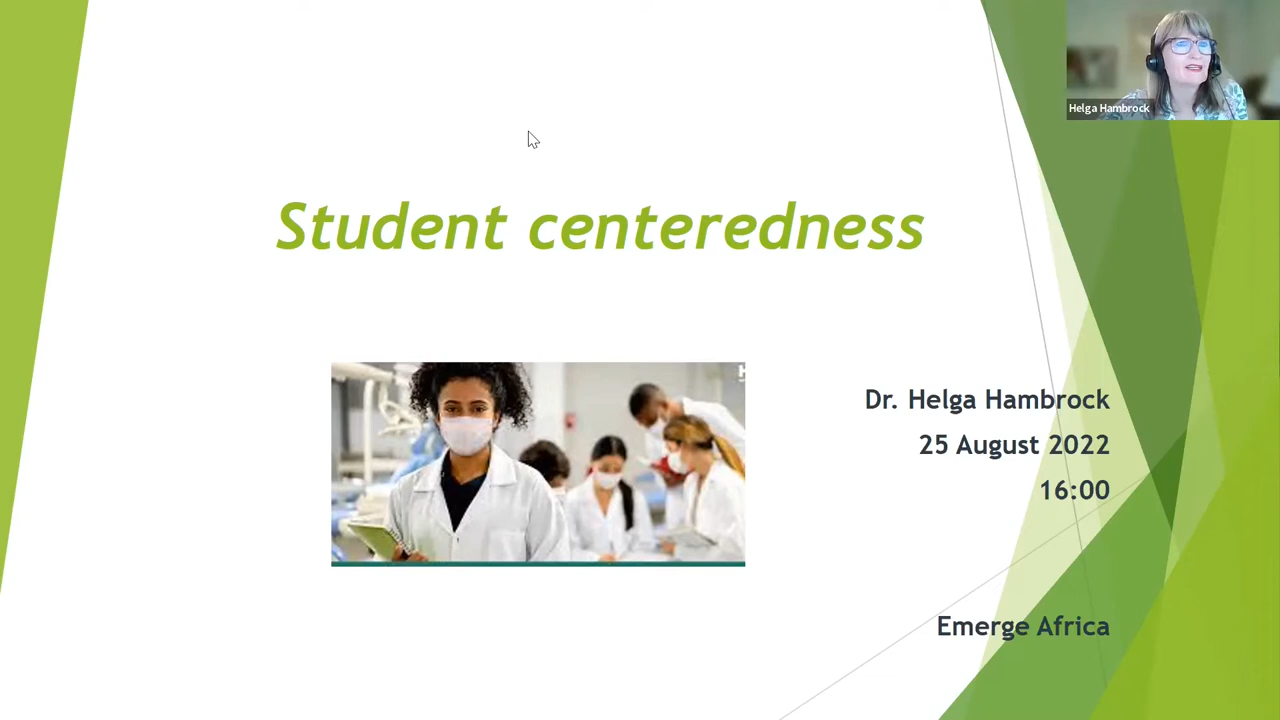 Helga Hambrock
Student centeredness
Dr. Helga Hambrock
25 August 2022
16:00
Emerge Africa